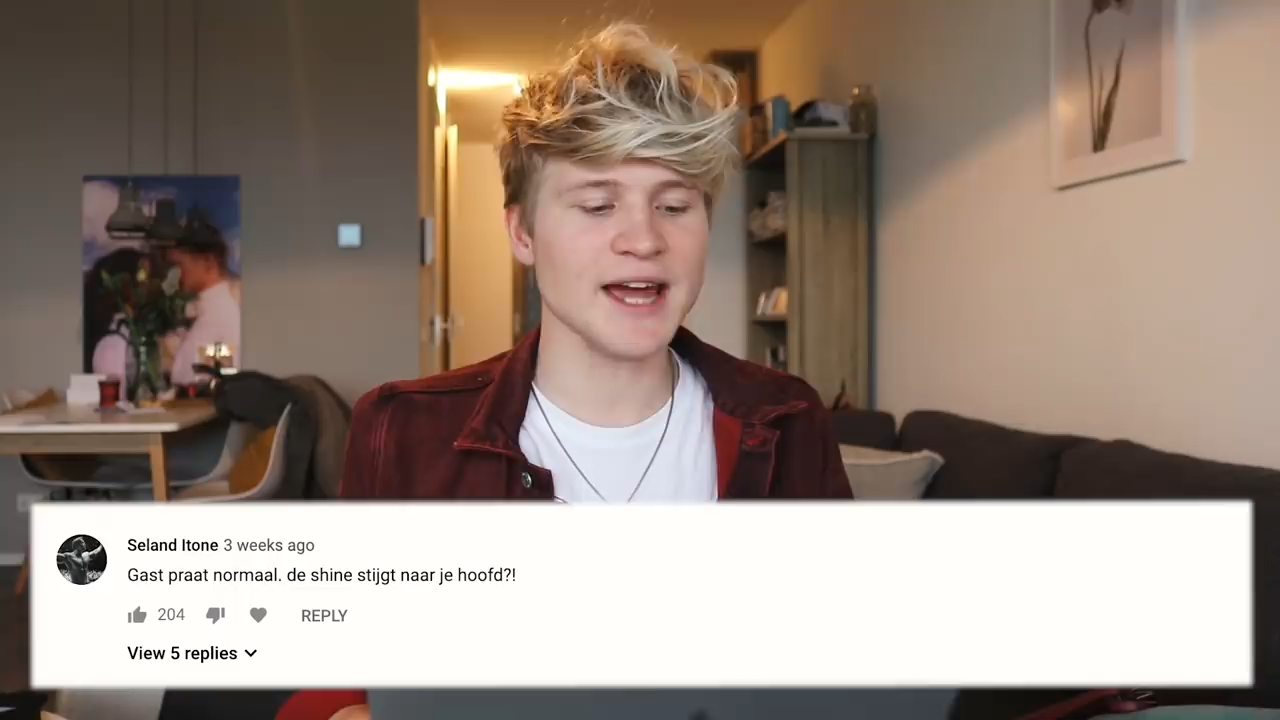 Seland Itone 3 weeks ago
Gast praat normaal. de shine stijgt naar je hoofd?!
204 REPLY
View 5 replies